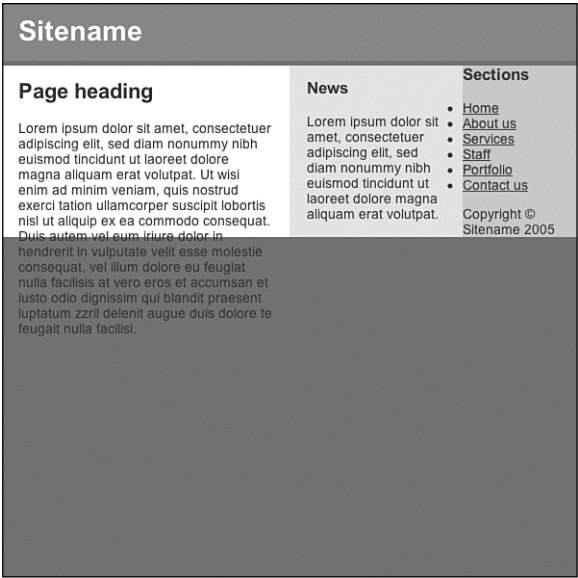 Sitename
Page heading
Lorem ipsum dolor sit amet, consectetuer
adipiscing elit, sed diam nonummy nibh
euismod tincidunt ut laoreet dolore
magna aliquam erat volutpat. Ut wisi
enim ad minim veniam, quis nostrud
exerci tation ullamcorper suscipit lobortis
nisl ut aliquip ex ea commodo consequat.
Duis autem vel eum iriure dolor in
hendrerit in vulputate velit esse molestie
consequat, vel illum dolore eu feugiat
nulla facilisis at vero eros et accumsan et
iusto odio dignissim qui blandit praesent
luptatum zzril delenit augue duis dolore te
feugait nulla facilisi.
News
Lorem ipsum dolor sit
amet, consectetuer
adipiscing elit, sed
diam nonummy nibh
euismod tincidunt ut
laoreet dolore magna
aliquam erat volutpat.
Sections
• Home
• About us
• Services
• Staff
• Portfolio
• Contact us
Copyright ©
Sitename 2005